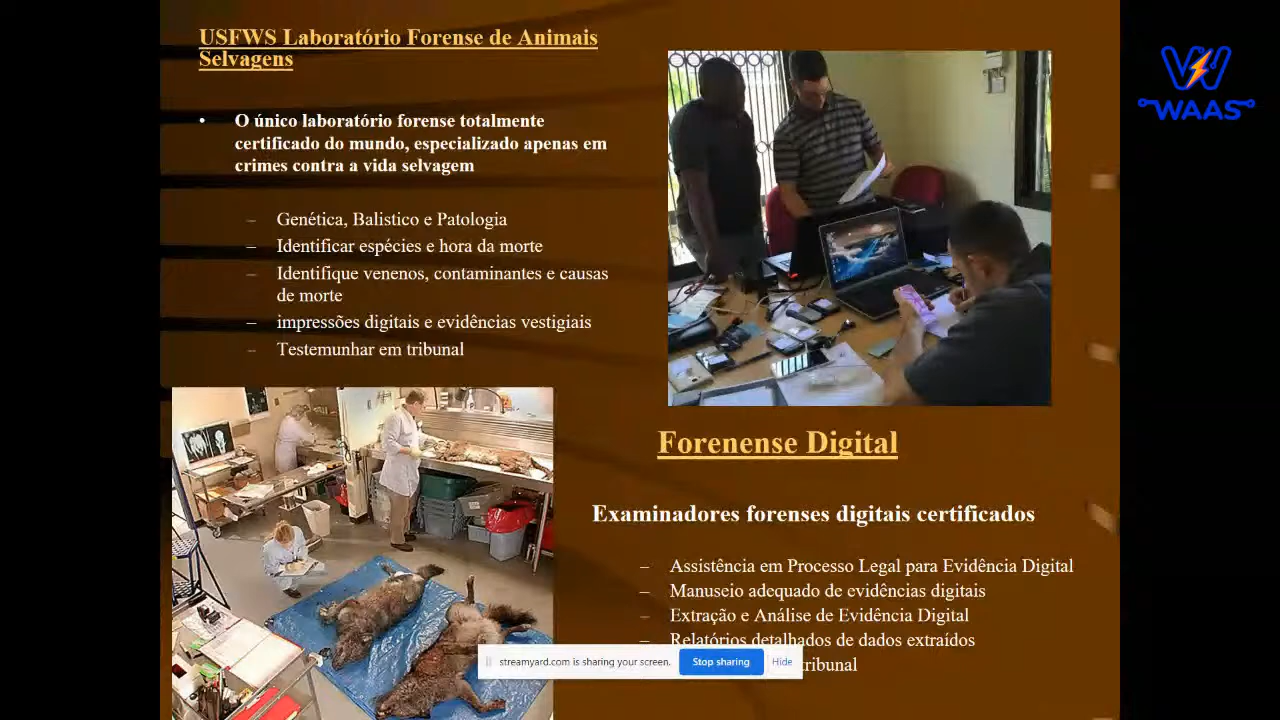 USFWS Laboratório Forense de Animais
Selvagens
• O único laboratório forense totalmente
certificado do mundo, especializado apenas em
crimes contra a vida selvagem
– Genética, Balistico e Patologia
– Identificar espécies e hora da morte
– Identifique venenos, contaminantes e causas
de morte
– impressões digitais e evidências vestigiais
– Testemunhar em tribunal
WAAS
Forenense Digital
Examinadores forenses digitais certificados
– Assistência em Processo Legal para Evidência Digital
– Manuseio adequado de evidências digitais
– Extração e Análise de Evidência Digital
– Relatórios detalhados de dados extraídos
tribunal
streamyard.com is sharing your screen. Stop sharing Hide